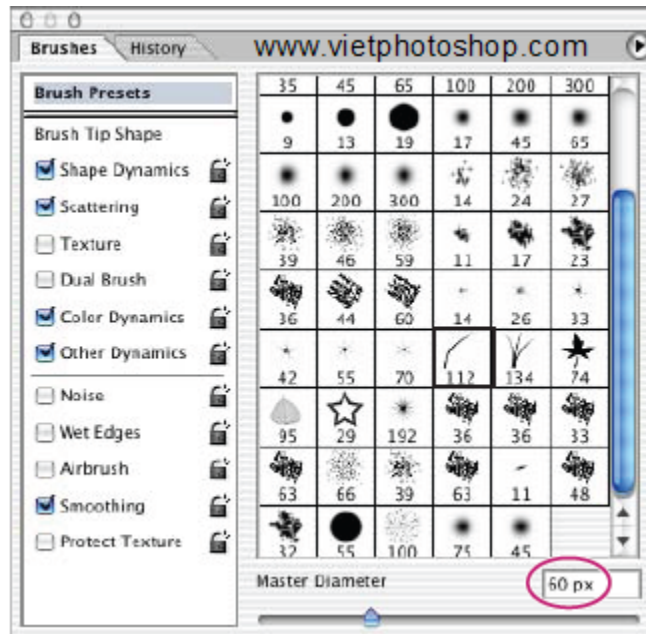 Brushes History www.vietphotoshop.com
Brush Presets
Brush Tip Shape
Shape Dynamics
Scattering
Texture
Dual Brush
Color Dynamics
Other Dynamics
Noise
Wet Edges
Airbrush
Smoothing
Protect Texture
35 45 65 100 200 300
9 13 19 17 45 65
100 200 300 14 24 27
39 46 59 11 17 23
36 44 60 14 26 33
42 55 70 112 134 74
95 29 192 36 36 33
63 66 39 63 11 48
32 55 100 75 45
Master Diameter 60 px